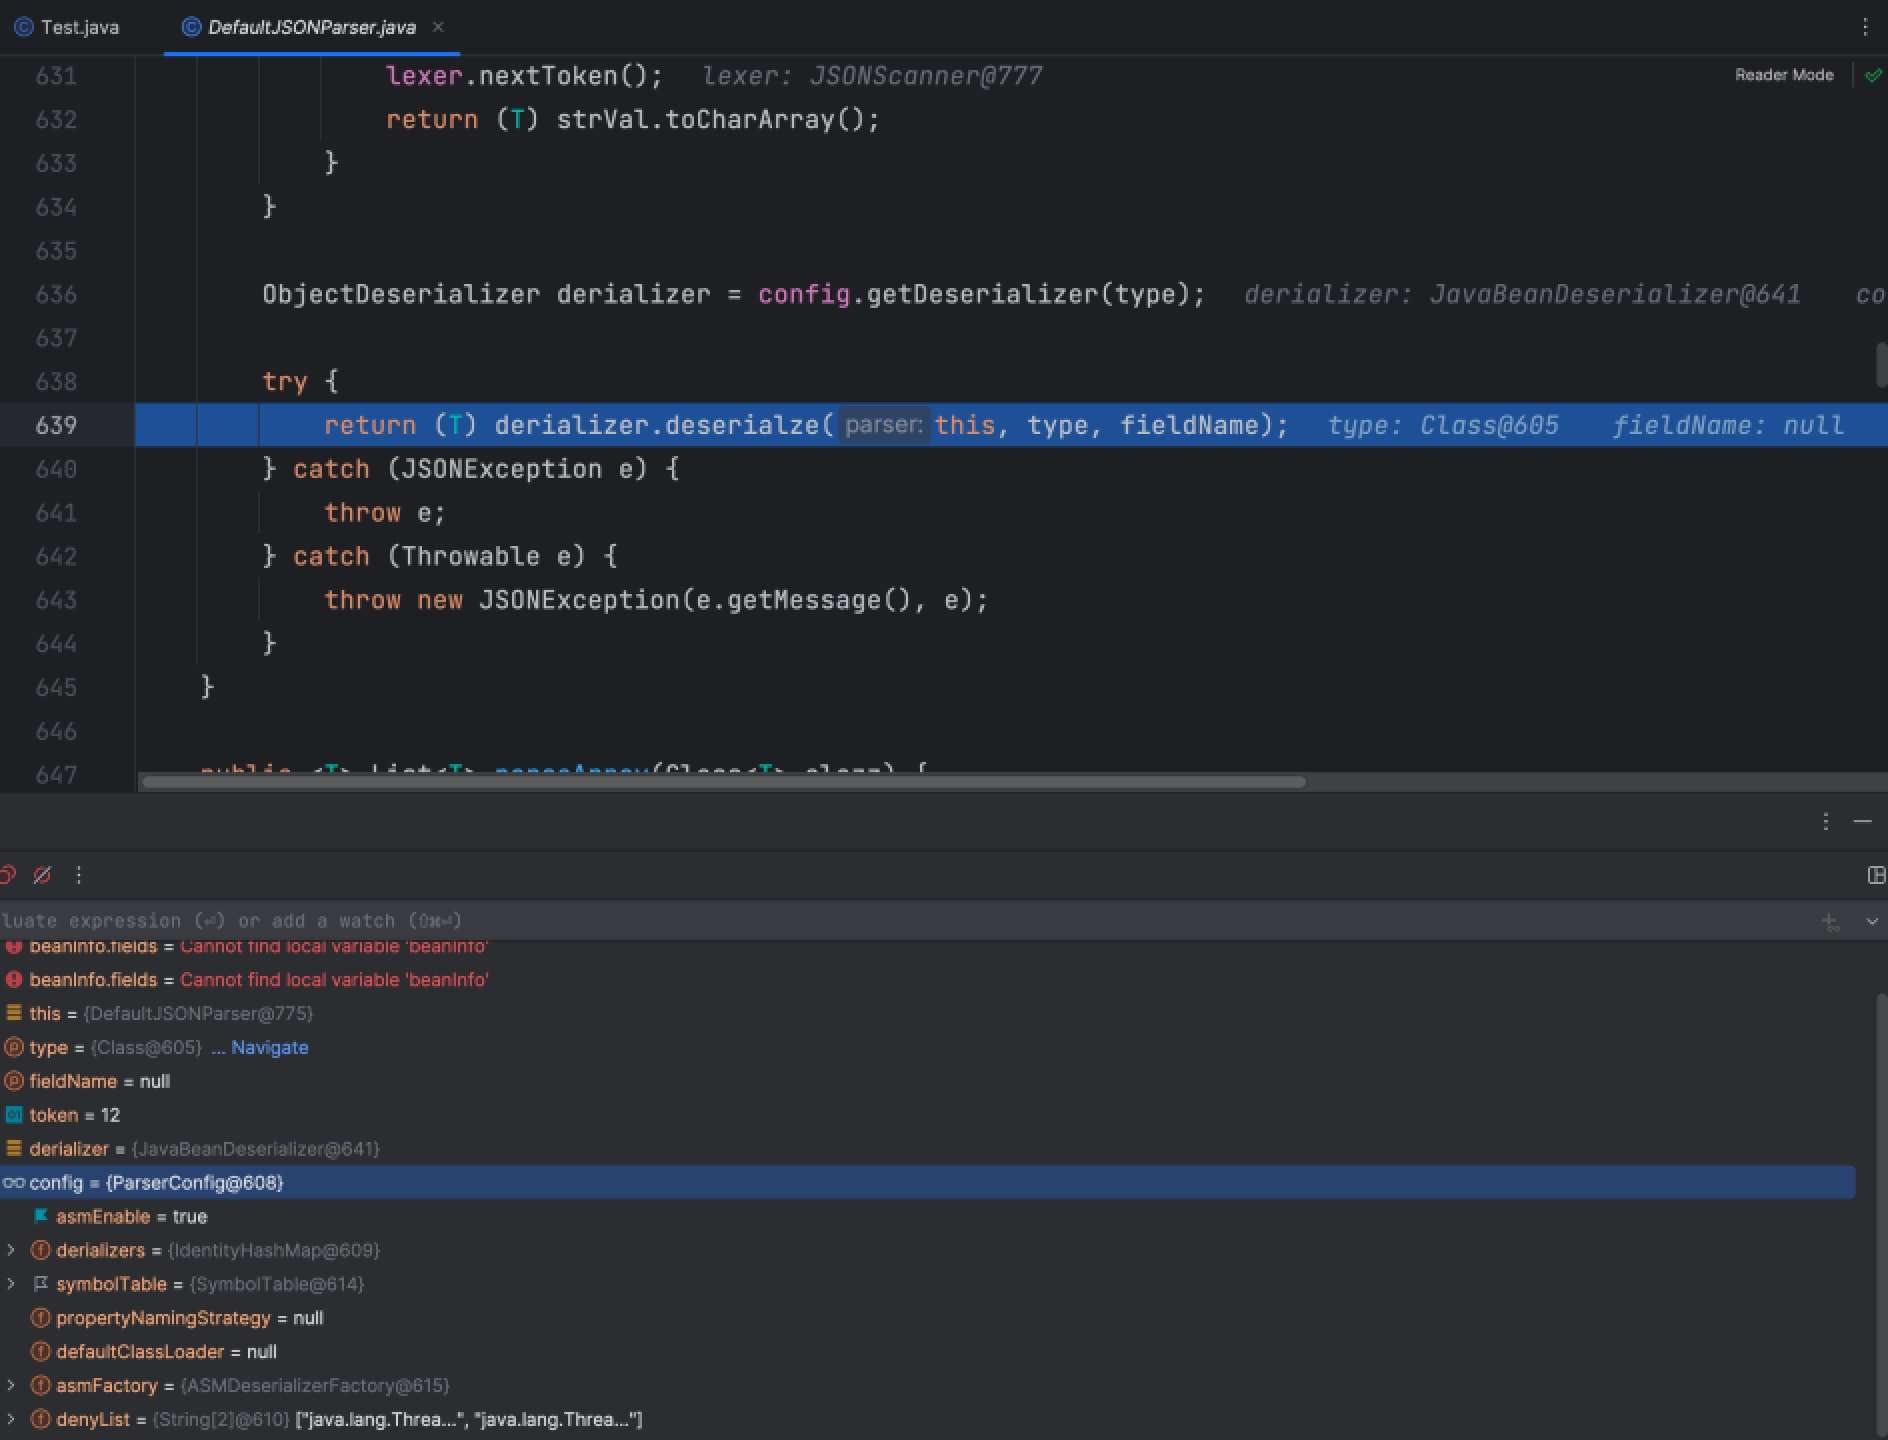 Test.java DefaultJSONParser.java
631 lexer.nextToken(); lexer: JSONScanner@777 Reader Mode
632 return (T) strVal.toCharArray();
633 }
634 }
635
636 ObjectDeserializer derializer = config.getDeserializer(type); derializer: JavaBeanDeserializer@641 co
637
638 try {
639 return (T) derializer.deserialze( parser: this, type, fieldName); type: Class@605 fieldName: null
640 } catch (JSONException e) {
641 throw e;
642 } catch (Throwable e) {
643 throw new JSONException(e.getMessage(), e);
644 }
645 }
646
647 public <T> List<T> parseArray(Class<T> clazz) {
luate expression (⏎) or add a watch (⇧⌘⏎)
beanInfo.fields = Cannot find local variable 'beanInfo'
beanInfo.fields = Cannot find local variable 'beanInfo'
this = {DefaultJSONParser@775}
type = {Class@605} ... Navigate
fieldName = null
token = 12
derializer = {JavaBeanDeserializer@641}
config = {ParserConfig@608}
asmEnable = true
derializers = {IdentityHashMap@609}
symbolTable = {SymbolTable@614}
propertyNamingStrategy = null
defaultClassLoader = null
asmFactory = {ASMDeserializerFactory@615}
denyList = {String[2]@610} ["java.lang.Threa...", "java.lang.Threa..."]